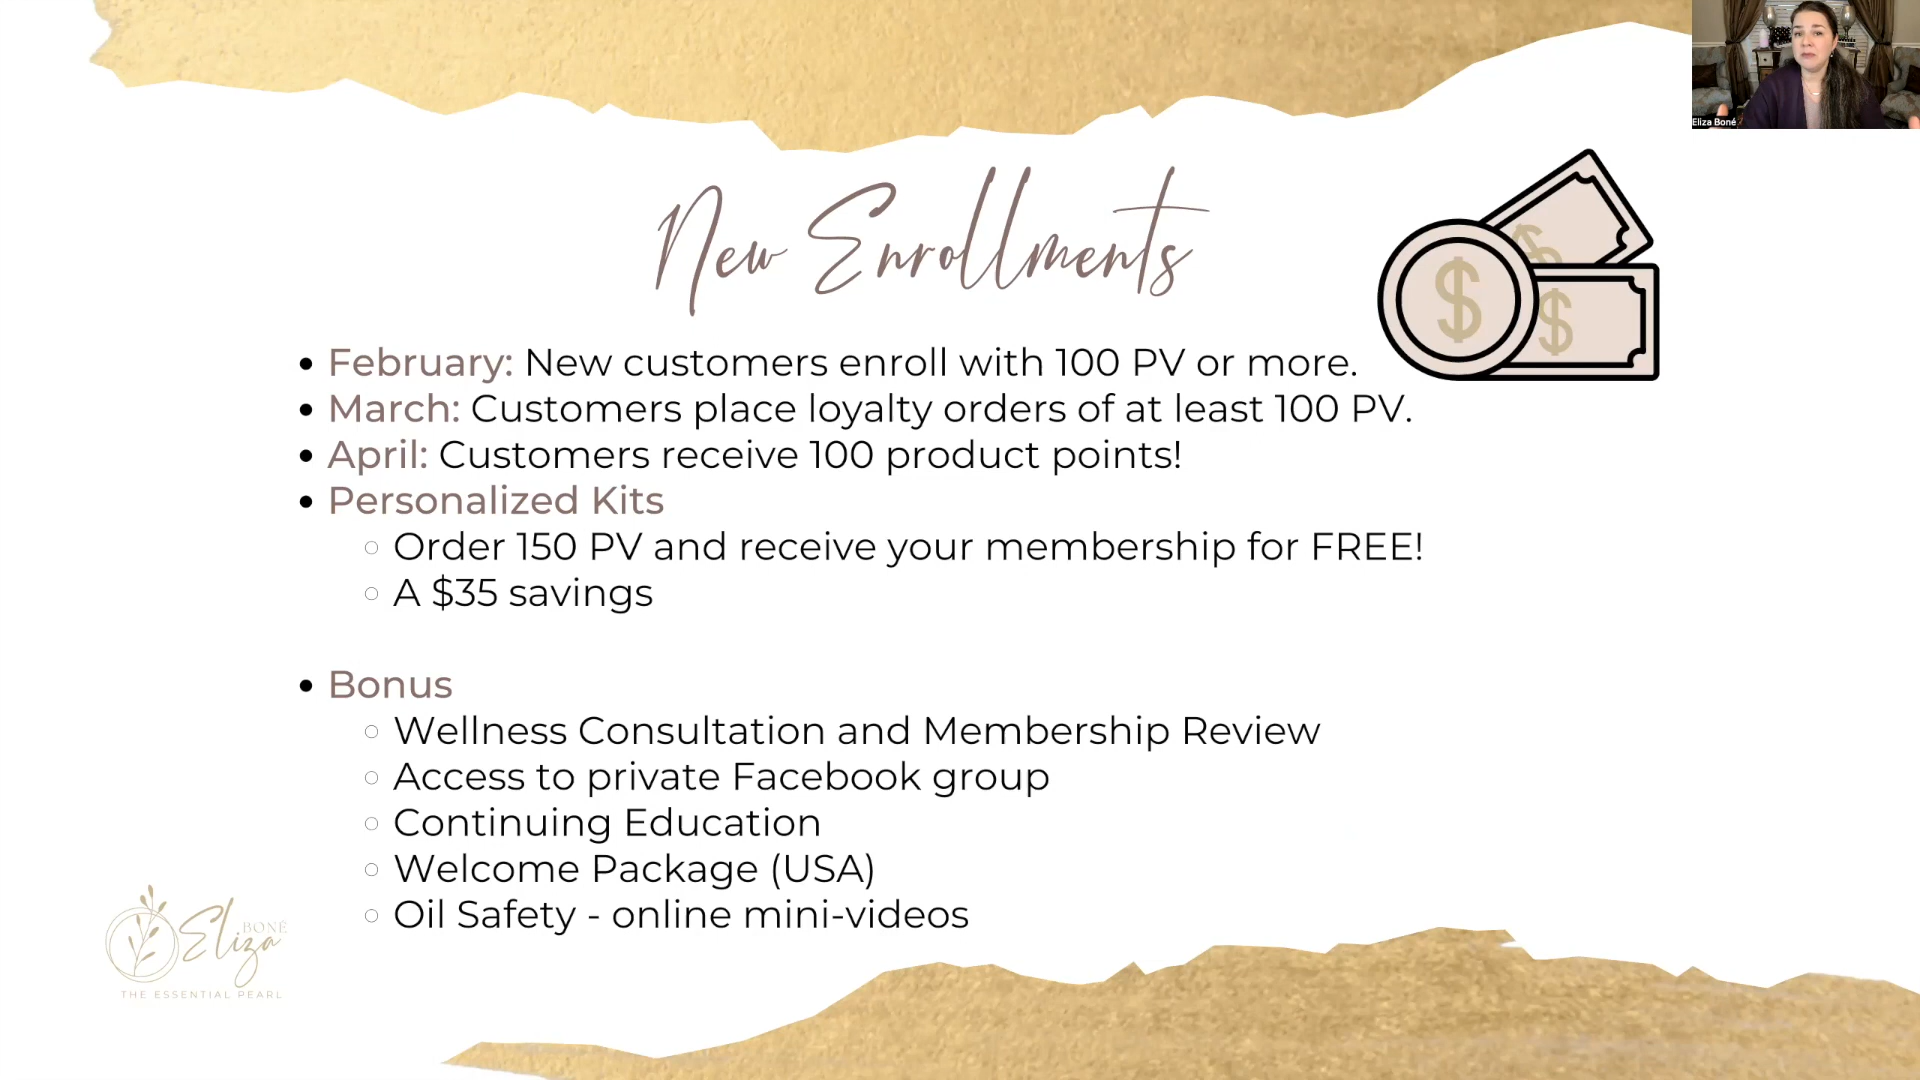 Eliza Boné
New Enrollments
$
$
$
• February: New customers enroll with 100 PV or more.
• March: Customers place loyalty orders of at least 100 PV.
• April: Customers receive 100 product points!
• Personalized Kits
○ Order 150 PV and receive your membership for FREE!
○ A $35 savings
• Bonus
○ Wellness Consultation and Membership Review
○ Access to private Facebook group
○ Continuing Education
○ Welcome Package (USA)
○ Oil Safety - online mini-videos
Eliza BONÉ
THE ESSENTIAL PEARL